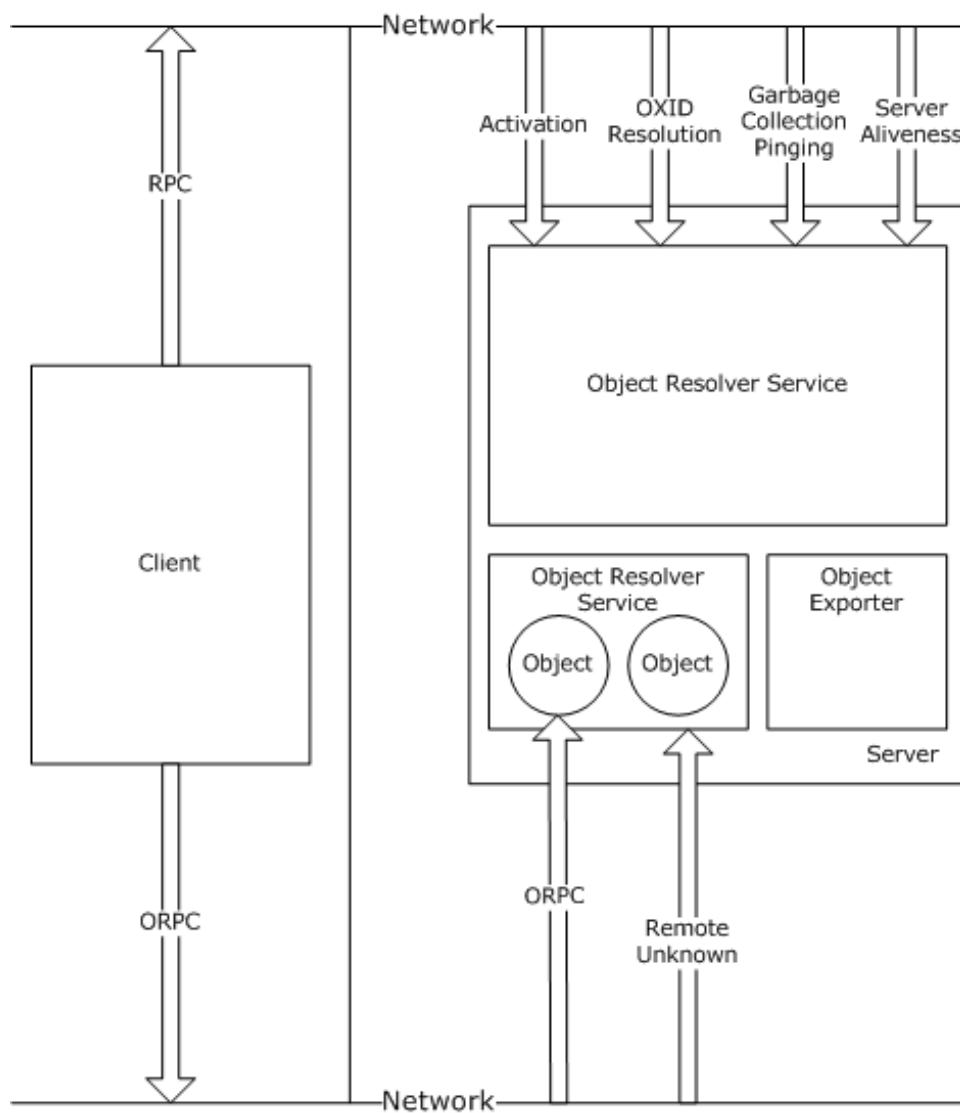 Network
Activation
OXID
Resolution
Garbage
Collection
Pinging
Server
Aliveness
RPC
Object Resolver Service
Client
Object Resolver
Service
Object
Object
Object
Exporter
Server
ORPC
ORPC
Remote
Unknown
Network